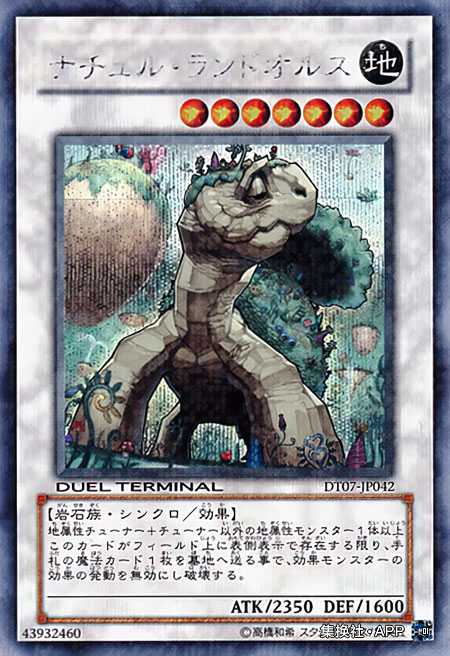 ナチュル・ランドオルス 地
DUEL TERMINAL DT07-JP042
【岩石族・シンクロ／効果】
地属性チューナー＋チューナー以外の地属性モンスター１体以上
このカードがフィールド上に表側表示で存在する限り、手
札の魔法カード１枚を墓地へ送る事で、効果モンスターの
効果の発動を無効にし破壊する。
ATK/2350 DEF/1600
43932460 ©高橋和希 スタジオ・ 集英社・APR